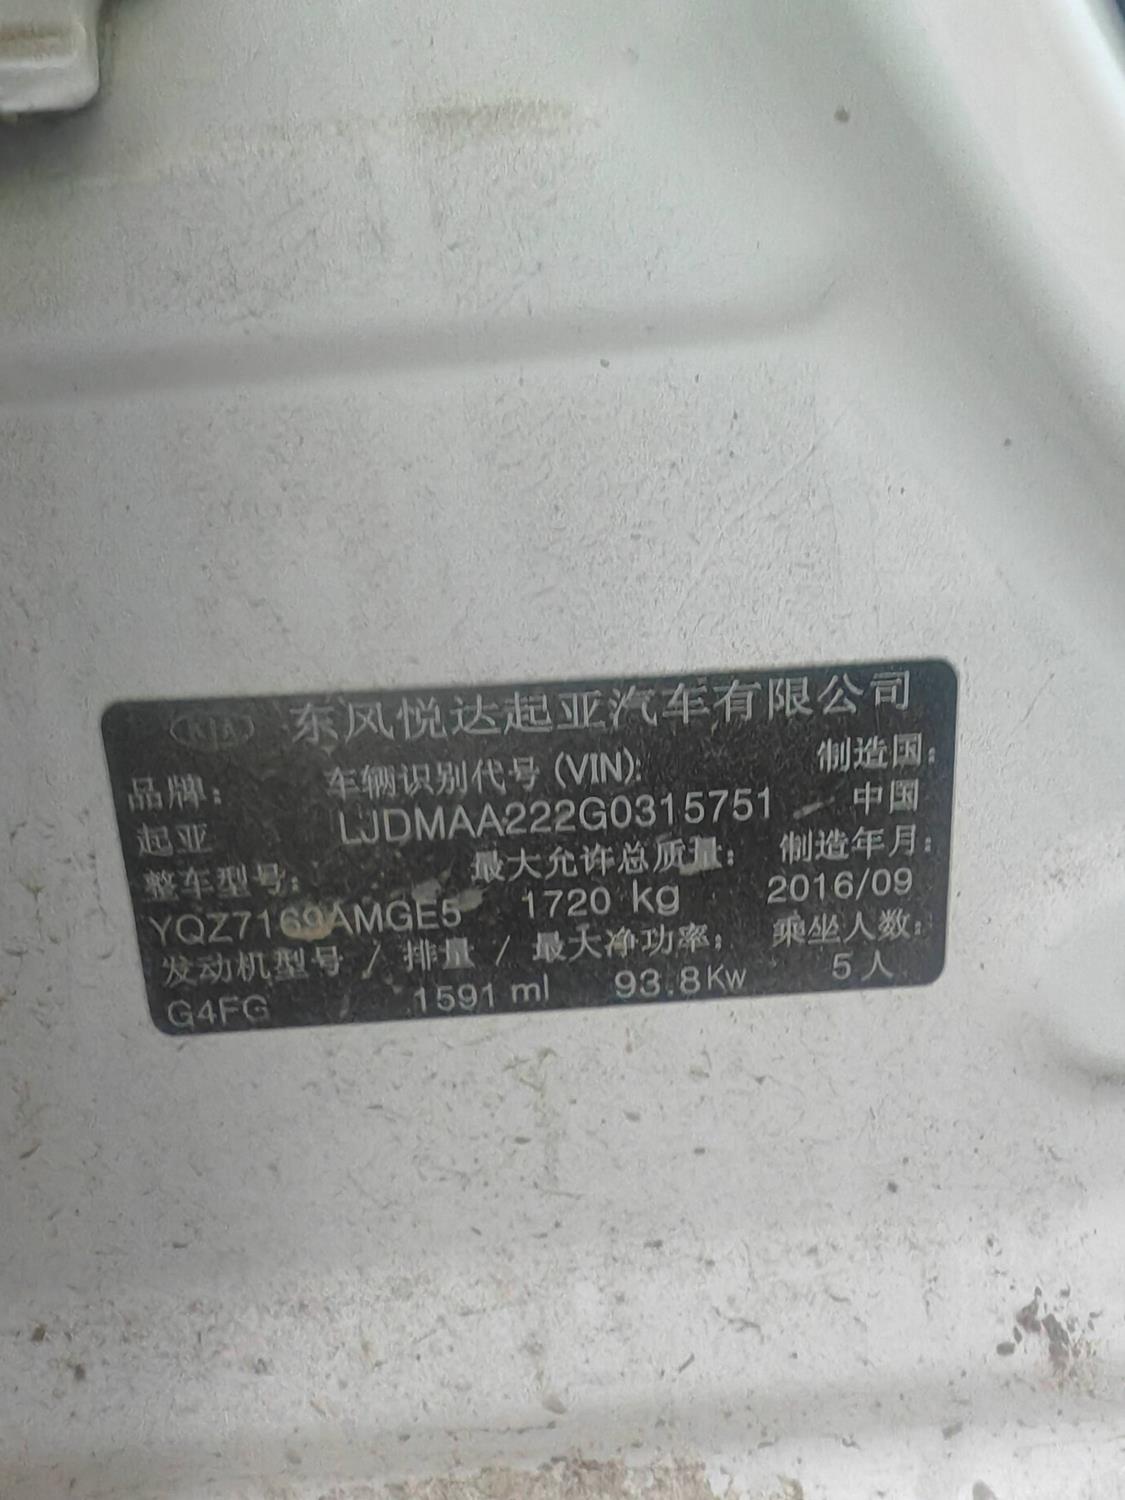 KIA 东风悦达起亚汽车有限公司
品牌: 车辆识别代号 (VIN): 制造国:
起亚 LJDMAA222G0315751 中国
整车型号: 最大允许总质量: 制造年月:
YQZ7169AMGE5 1720 kg 2016/09
发动机型号 / 排量 / 最大净功率: 乘坐人数:
G4FG / 1591 ml 93.8Kw 5人